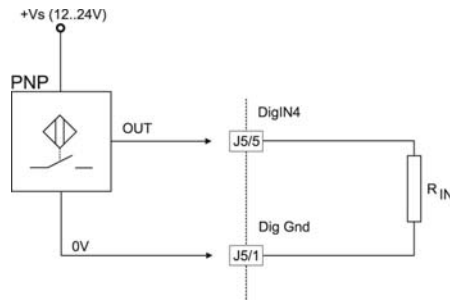 +Vs (12..24V)
PNP
OUT
DigIN4
J5/5
R IN
Dig Gnd
0V
J5/1